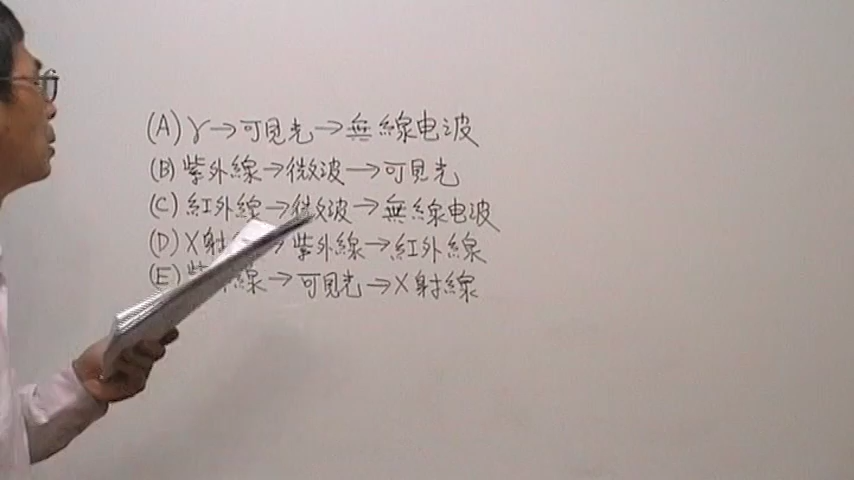 (A) γ→可見光→無線电波
(B) 紫外線→微波→可見光
(C) 紅外線→微波→無線电波
(D) X射→紫外線→紅外線
(E) 紫線→可見光→X射線